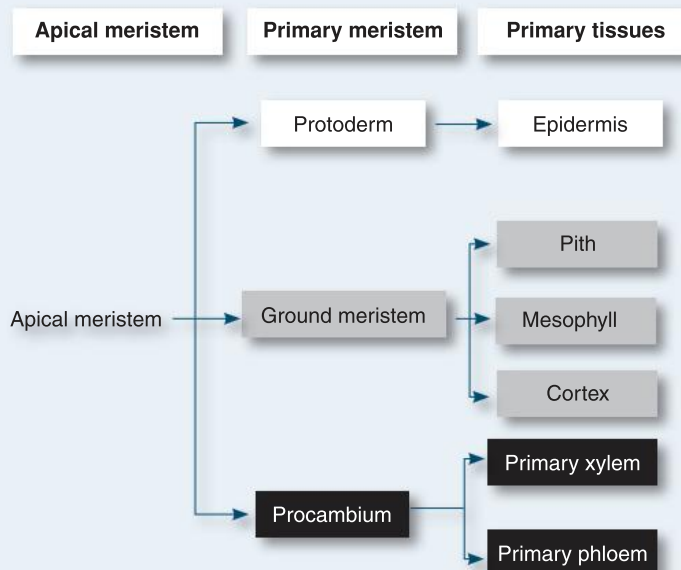 Apical meristem
Primary meristem
Primary tissues
Protoderm
Epidermis
Pith
Apical meristem
Ground meristem
Mesophyll
Cortex
Primary xylem
Procambium
Primary phloem